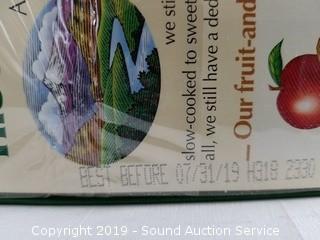 we sti
slow-cooked to sweet
all, we still have a ded
— Our fruit-and
BEST BEFORE 07/31/19 H318 2330
Copyright 2019 - Sound Auction Service